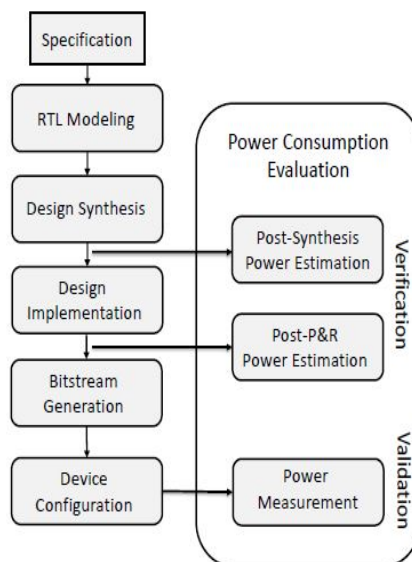 Specification
RTL Modeling
Design Synthesis
Design
Implementation
Bitstream
Generation
Device
Configuration
Power Consumption
Evaluation
Post-Synthesis
Power Estimation
Post-P&R
Power Estimation
Power
Measurement
Verification
Validation